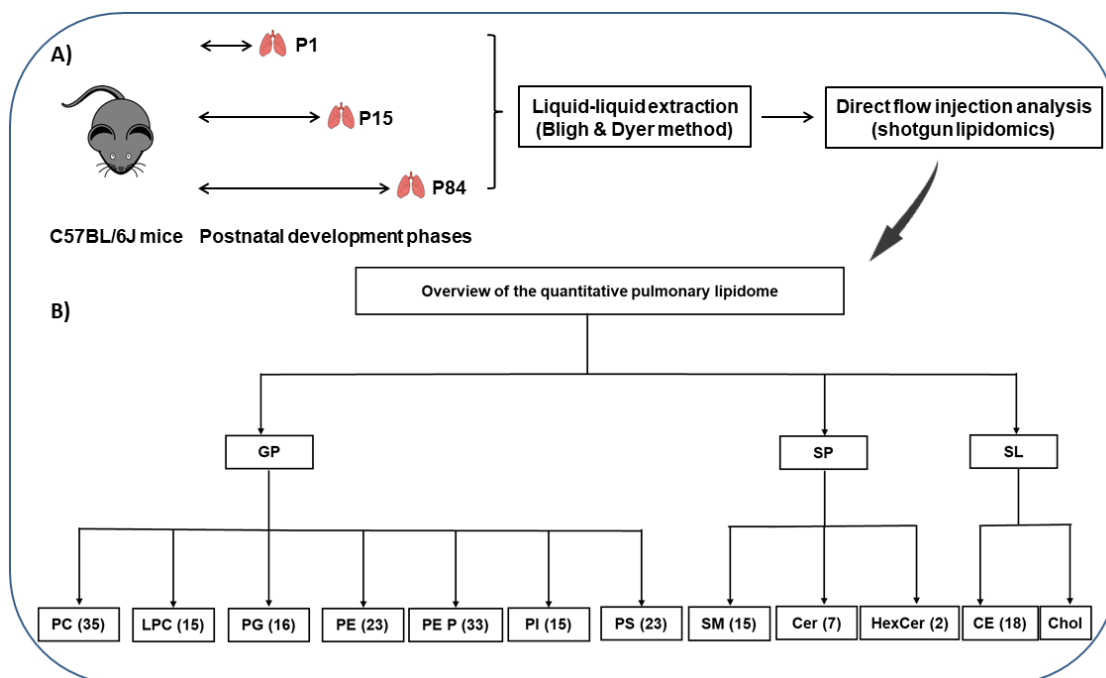 A)
P1
P15
P84
C57BL/6J mice
Postnatal development phases
Liquid-liquid extraction
(Bligh & Dyer method)
Direct flow injection analysis
(shotgun lipidomics)
B)
Overview of the quantitative pulmonary lipidome
GP
SP
SL
PC (35)
LPC (15)
PG (16)
PE (23)
PE P (33)
PI (15)
PS (23)
SM (15)
Cer (7)
HexCer (2)
CE (18)
Chol